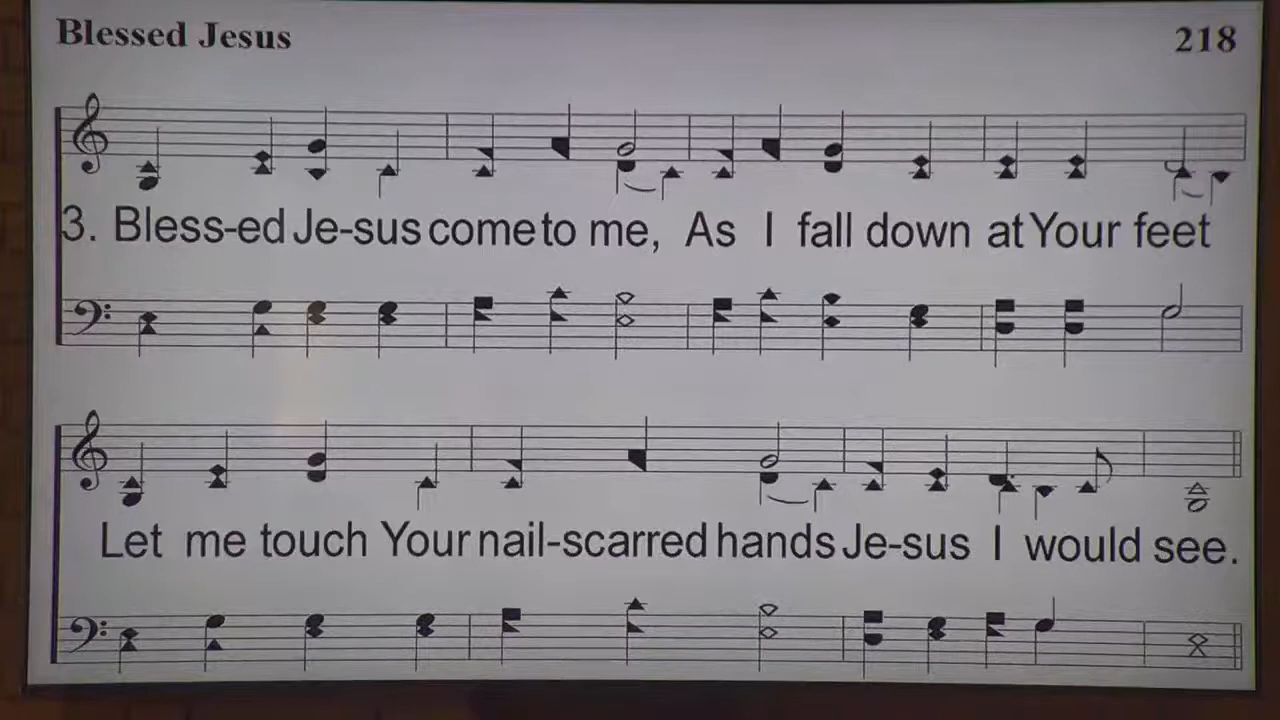 Blessed Jesus 218
3. Bless-ed Je-sus come to me, As I fall down at Your feet
Let me touch Your nail-scarred hands Je-sus I would see.